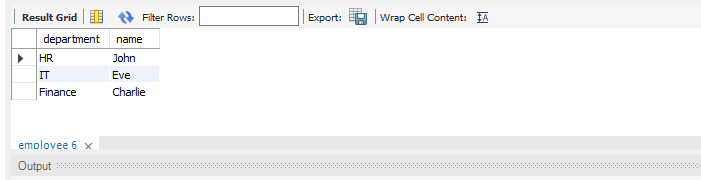 Result Grid Filter Rows: Export: Wrap Cell Content: IA
department name
HR John
IT Eve
Finance Charlie
employee 6
Output